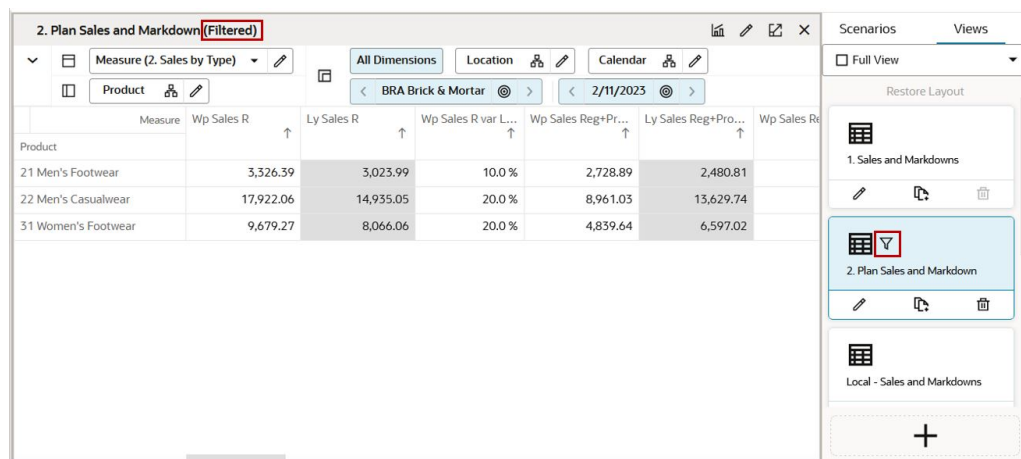 2. Plan Sales and Markdown (Filtered)
Measure (2. Sales by Type)
All Dimensions
Location
Calendar
Product
BRA Brick & Mortar
2/11/2023
Measure
Wp Sales R
Ly Sales R
Wp Sales R var L...
Wp Sales Reg+Pr...
Ly Sales Reg+Pro...
Wp Sales Re
Product
21 Men's Footwear 3,326.39 3,023.99 10.0 % 2,728.89 2,480.81
22 Men's Casualwear 17,922.06 14,935.05 20.0 % 8,961.03 13,629.74
31 Women's Footwear 9,679.27 8,066.06 20.0 % 4,839.64 6,597.02
Scenarios
Views
Full View
Restore Layout
1. Sales and Markdowns
2. Plan Sales and Markdown
Local - Sales and Markdowns